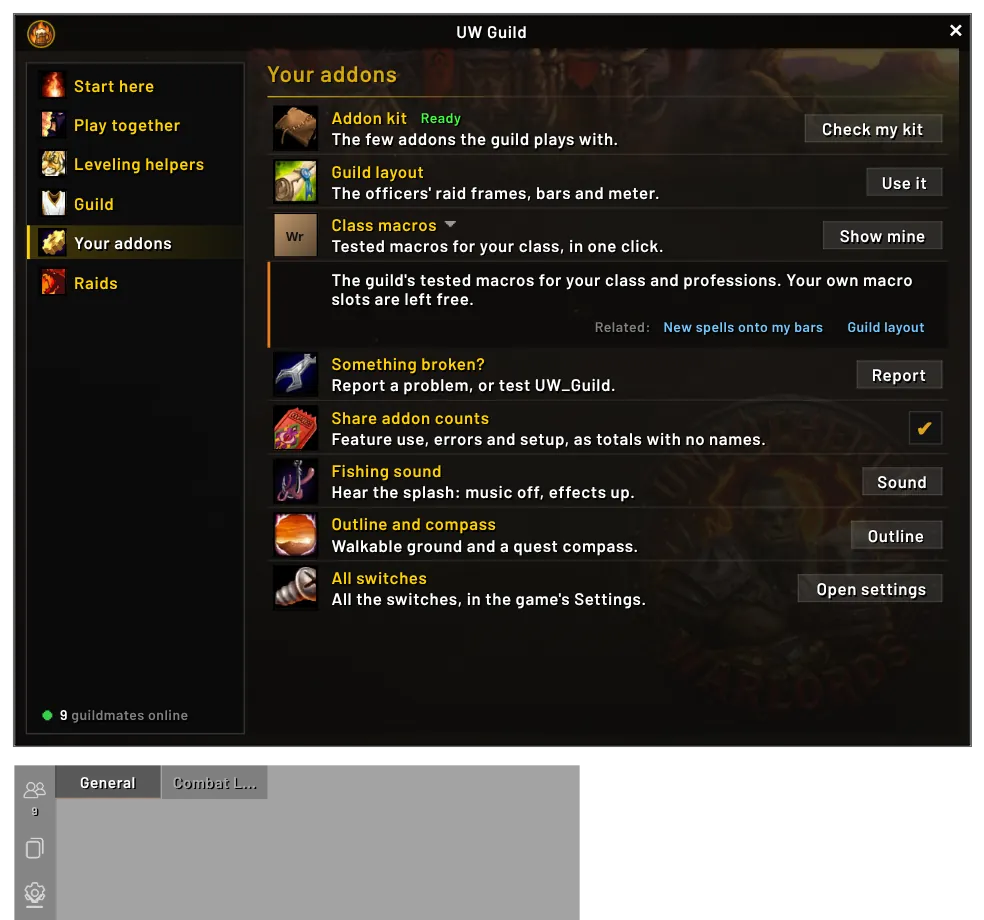 UW Guild
Start here
Play together
Leveling helpers
Guild
Your addons
Raids
9 guildmates online
Your addons
Addon kit Ready
The few addons the guild plays with.
Check my kit
Guild layout
The officers' raid frames, bars and meter.
Use it
Wr
Class macros
Tested macros for your class, in one click.
Show mine
The guild's tested macros for your class and professions. Your own macro
slots are left free.
Related: New spells onto my bars Guild layout
Something broken?
Report a problem, or test UW_Guild.
Report
Share addon counts
Feature use, errors and setup, as totals with no names.
Fishing sound
Hear the splash: music off, effects up.
Sound
Outline and compass
Walkable ground and a quest compass.
Outline
All switches
All the switches, in the game's Settings.
Open settings
General
Combat L...
9